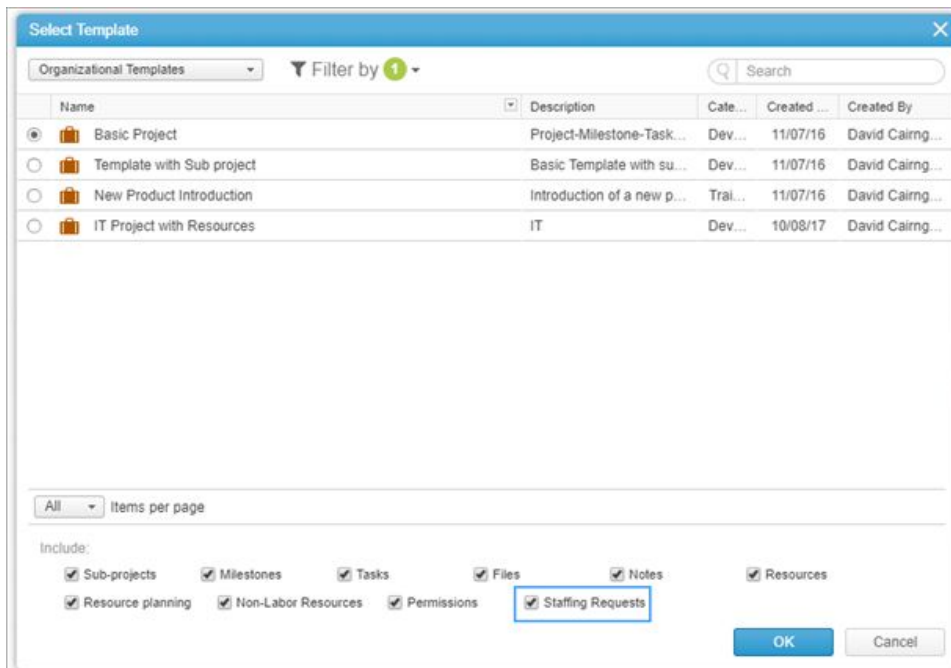 Select Template
Organizational Templates Filter by 1 Search
Name Description Cate... Created ... Created By
Basic Project Project-Milestone-Task... Dev... 11/07/16 David Cairng...
Template with Sub project Basic Template with su... Dev... 11/07/16 David Cairng...
New Product Introduction Introduction of a new p... Trai... 11/07/16 David Cairng...
IT Project with Resources IT Dev... 10/08/17 David Cairng...
All Items per page
Include:
Sub-projects Milestones Tasks Files Notes Resources
Resource planning Non-Labor Resources Permissions Staffing Requests
OK Cancel